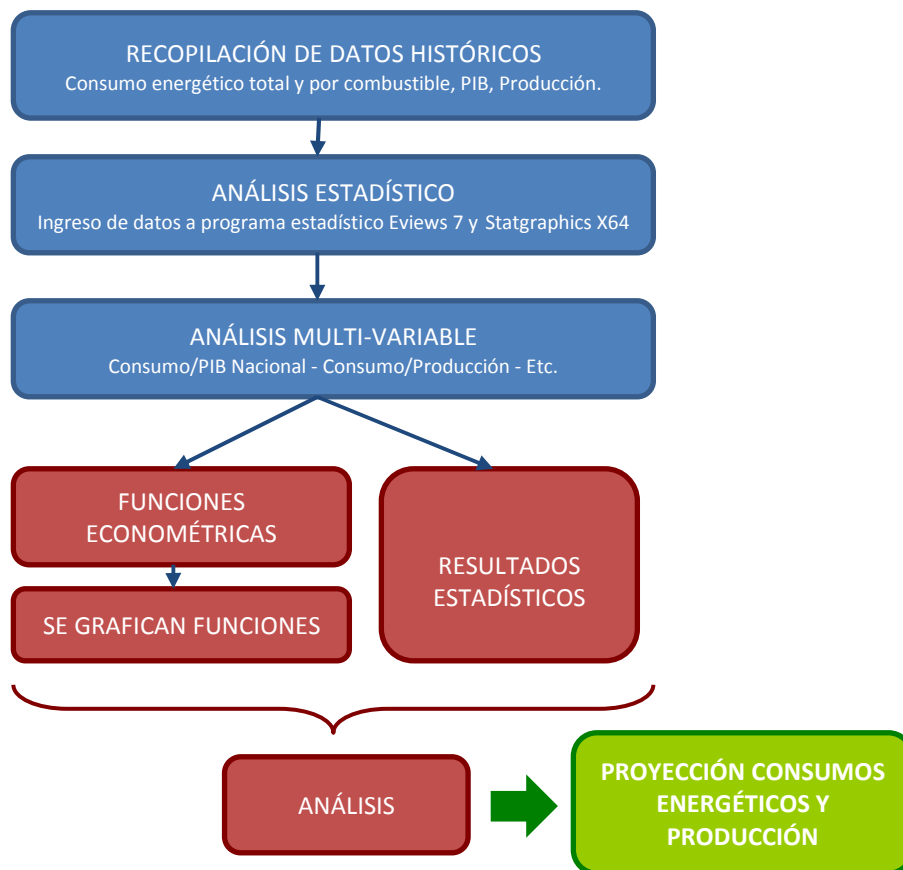 RECOPILACIÓN DE DATOS HISTÓRICOS
Consumo energético total y por combustible, PIB, Producción.
ANÁLISIS ESTADÍSTICO
Ingreso de datos a programa estadístico Eviews 7 y Statgraphics X64
ANÁLISIS MULTI-VARIABLE
Consumo/PIB Nacional - Consumo/Producción - Etc.
FUNCIONES
ECONOMÉTRICAS
SE GRAFICAN FUNCIONES
RESULTADOS
ESTADÍSTICOS
ANÁLISIS
PROYECCIÓN CONSUMOS
ENERGÉTICOS Y
PRODUCCIÓN